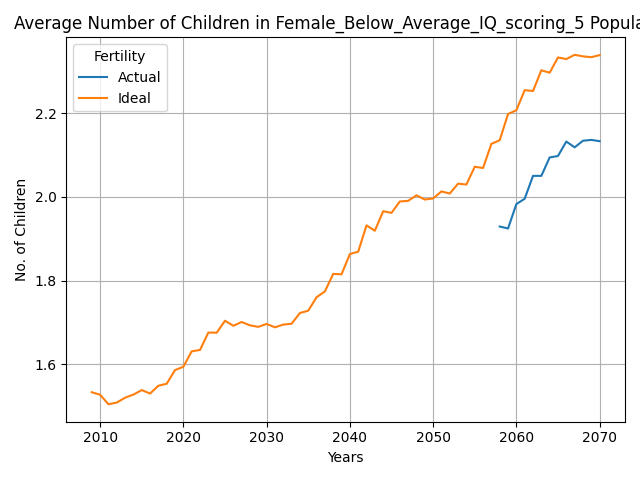 Average Number of Children in Female_Below_Average_IQ_scoring_5 Popula
Fertility
Actual
Ideal
No. of Children
2.2
2.0
1.8
1.6
2010 2020 2030 2040 2050 2060 2070
Years